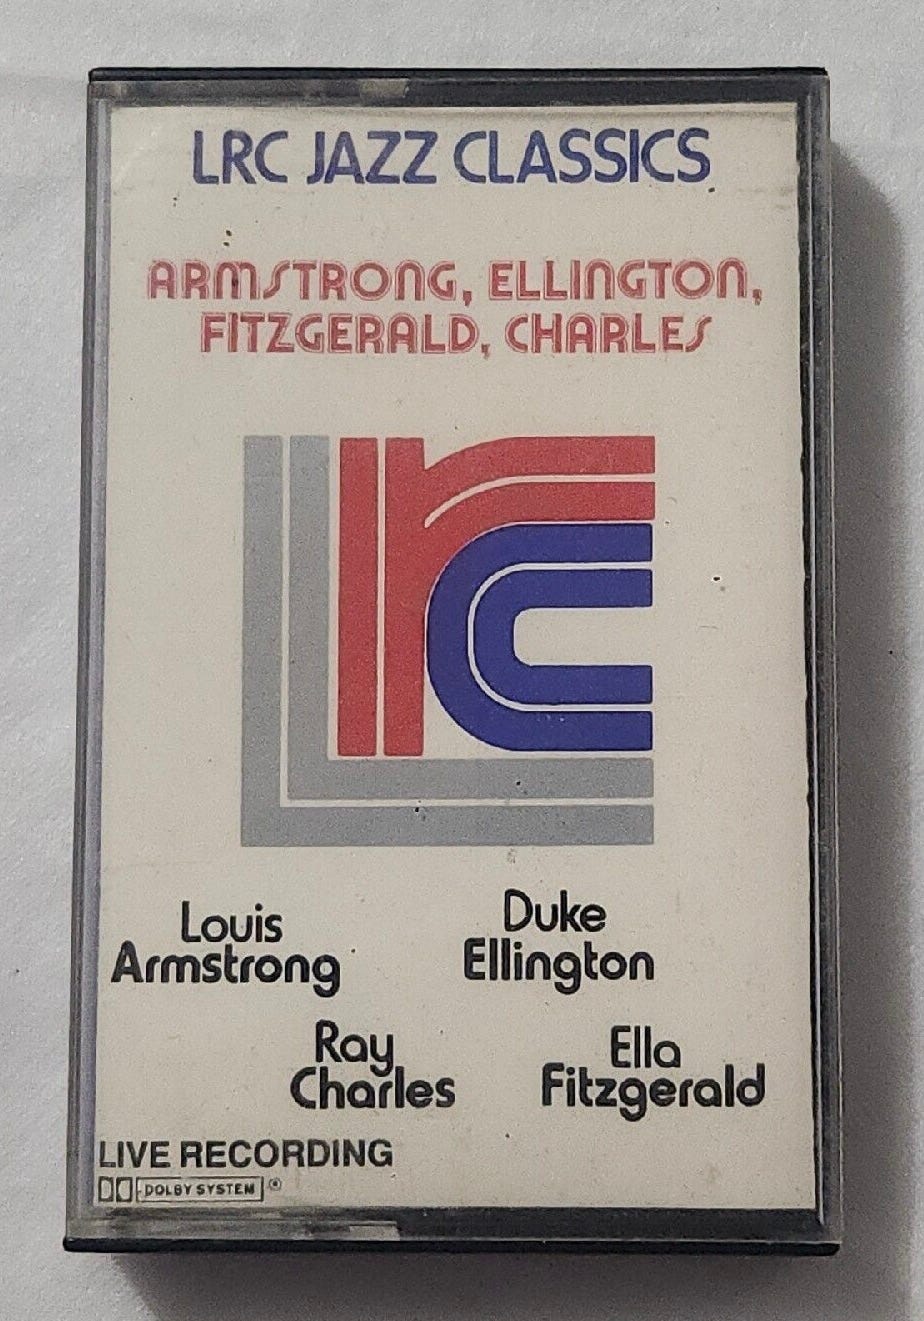 LRC JAZZ CLASSICS
ARMSTRONG, ELLINGTON,
FITZGERALD, CHARLES
lrc
Louis
Armstrong
Duke
Ellington
Ray
Charles
Ella
Fitzgerald
LIVE RECORDING
DOLBY SYSTEM ®